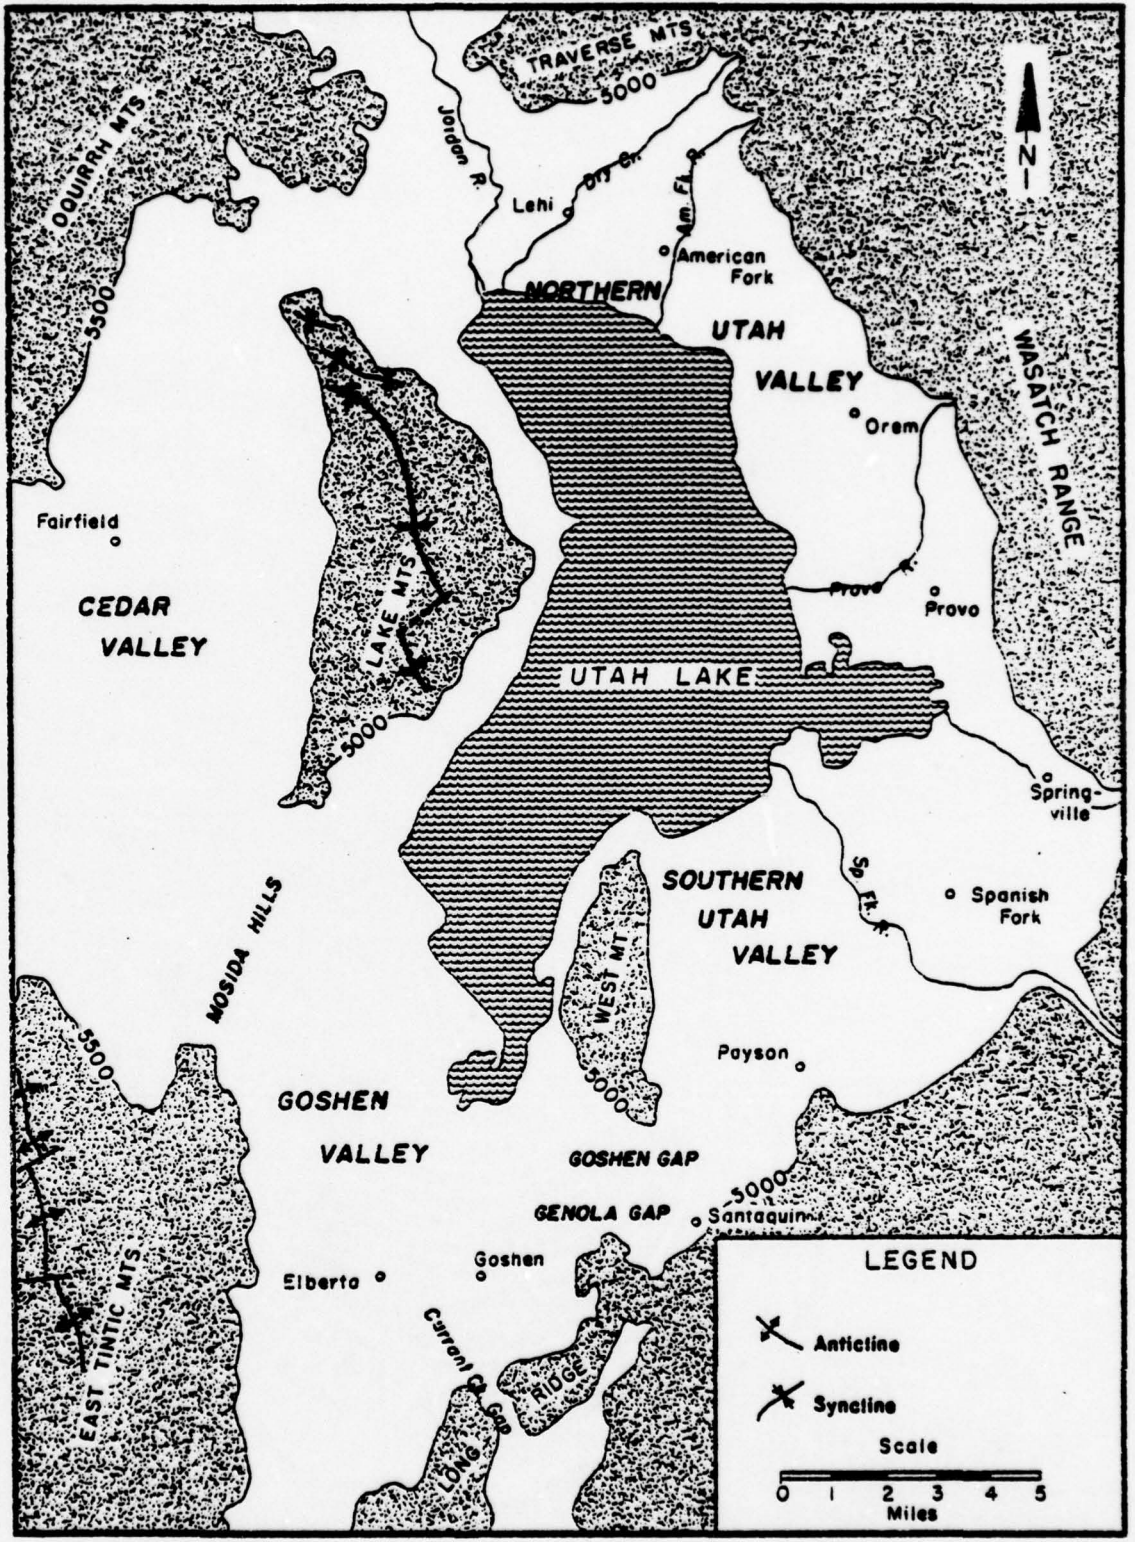 TRAVERSE MTS
5000
OQUIRRH MTS
Jordan R.
N
Dry Cr.
Lehi
Am. Fk.
American
Fork
5500
NORTHERN
UTAH
VALLEY
WASATCH RANGE
Orem
Fairfield
CEDAR
VALLEY
LAKE MTS
Provo
Provo
UTAH LAKE
5000
Spring-
ville
SOUTHERN
UTAH
VALLEY
Sp. Fk.
Spanish
Fork
MOSIDA HILLS
WEST MT
5500
Payson
5000
GOSHEN
VALLEY
GOSHEN GAP
5000
GENOLA GAP
Santaquin
Goshen
Elberta
EAST TINTIC MTS.
Currant Ck. Gap
RIDGE
LONG
LEGEND
Anticline
Syncline
Scale
0 1 2 3 4 5
Miles